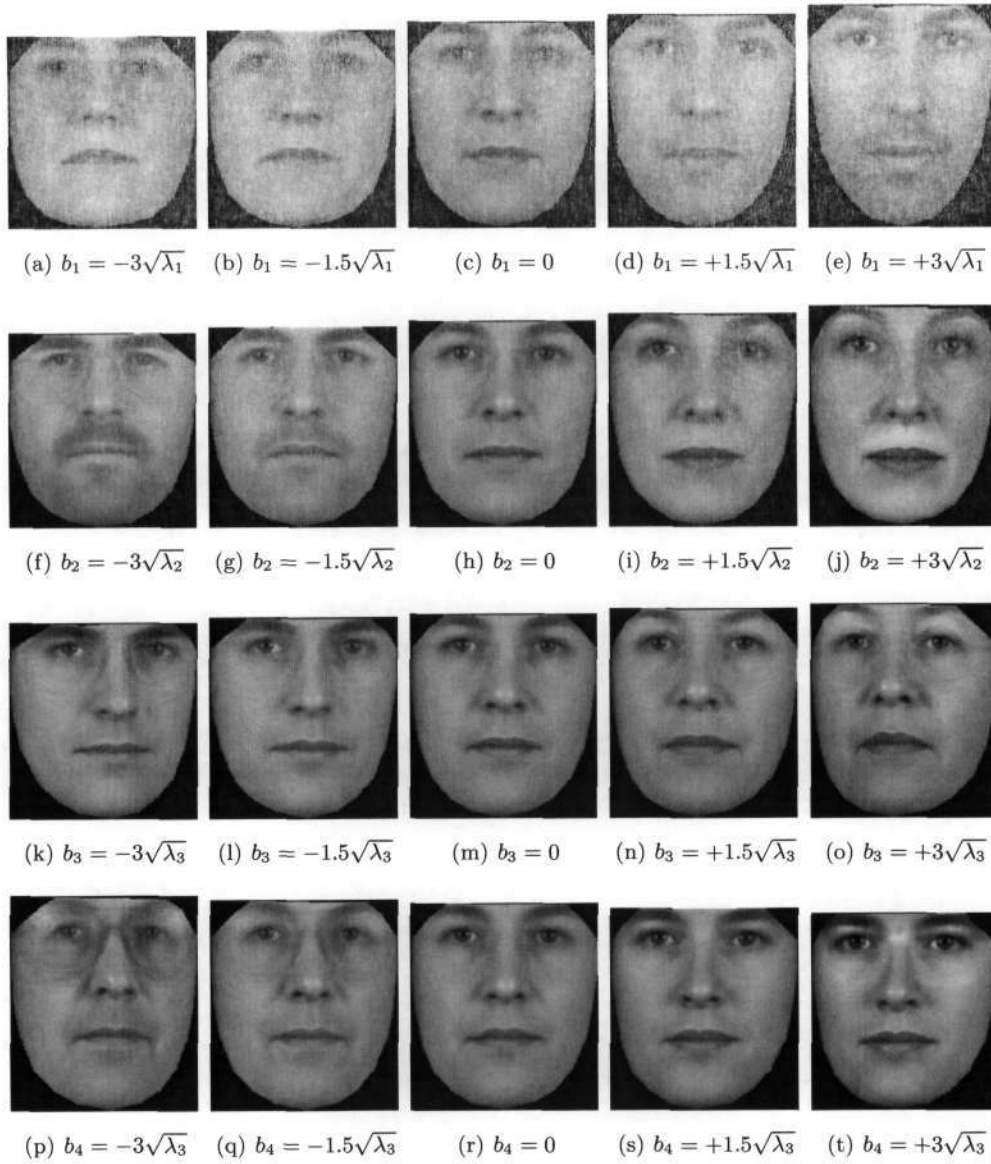 (a) b₁ = −3√λ₁ (b) b₁ = −1.5√λ₁ (c) b₁ = 0 (d) b₁ = +1.5√λ₁ (e) b₁ = +3√λ₁
(f) b₂ = −3√λ₂ (g) b₂ = −1.5√λ₂ (h) b₂ = 0 (i) b₂ = +1.5√λ₂ (j) b₂ = +3√λ₂
(k) b₃ = −3√λ₃ (l) b₃ = −1.5√λ₃ (m) b₃ = 0 (n) b₃ = +1.5√λ₃ (o) b₃ = +3√λ₃
(p) b₄ = −3√λ₃ (q) b₄ = −1.5√λ₃ (r) b₄ = 0 (s) b₄ = +1.5√λ₃ (t) b₄ = +3√λ₃